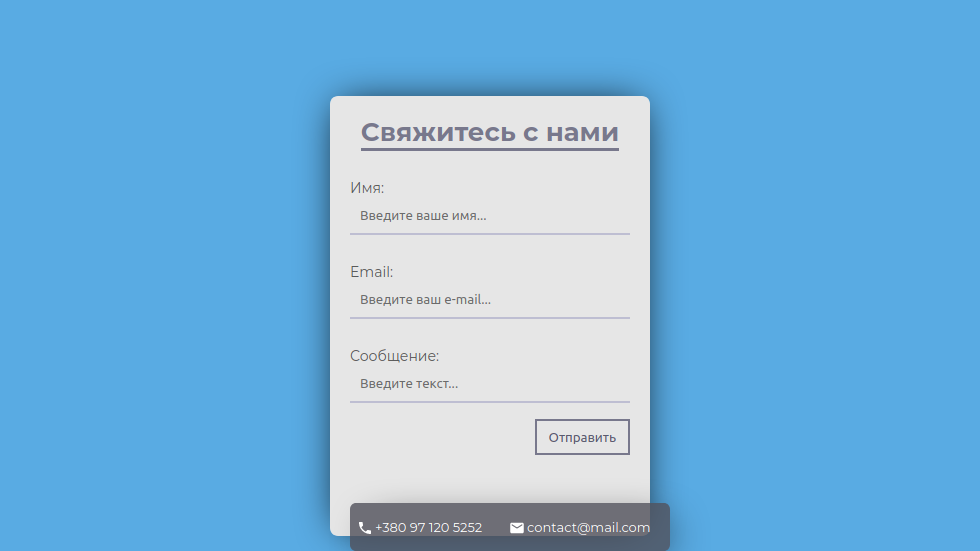 Свяжитесь с нами
Имя:
Введите ваше имя...
Email:
Введите ваш e-mail...
Сообщение:
Введите текст...
Отправить
+380 97 120 5252 contact@mail.com